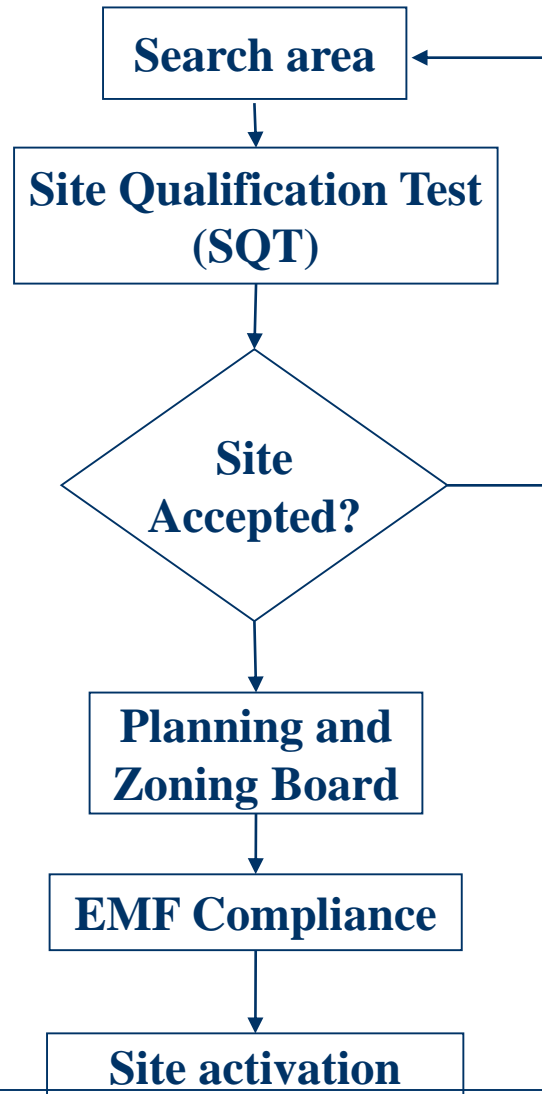 Search area
Site Qualification Test
(SQT)
Site
Accepted?
Planning and
Zoning Board
EMF Compliance
Site activation